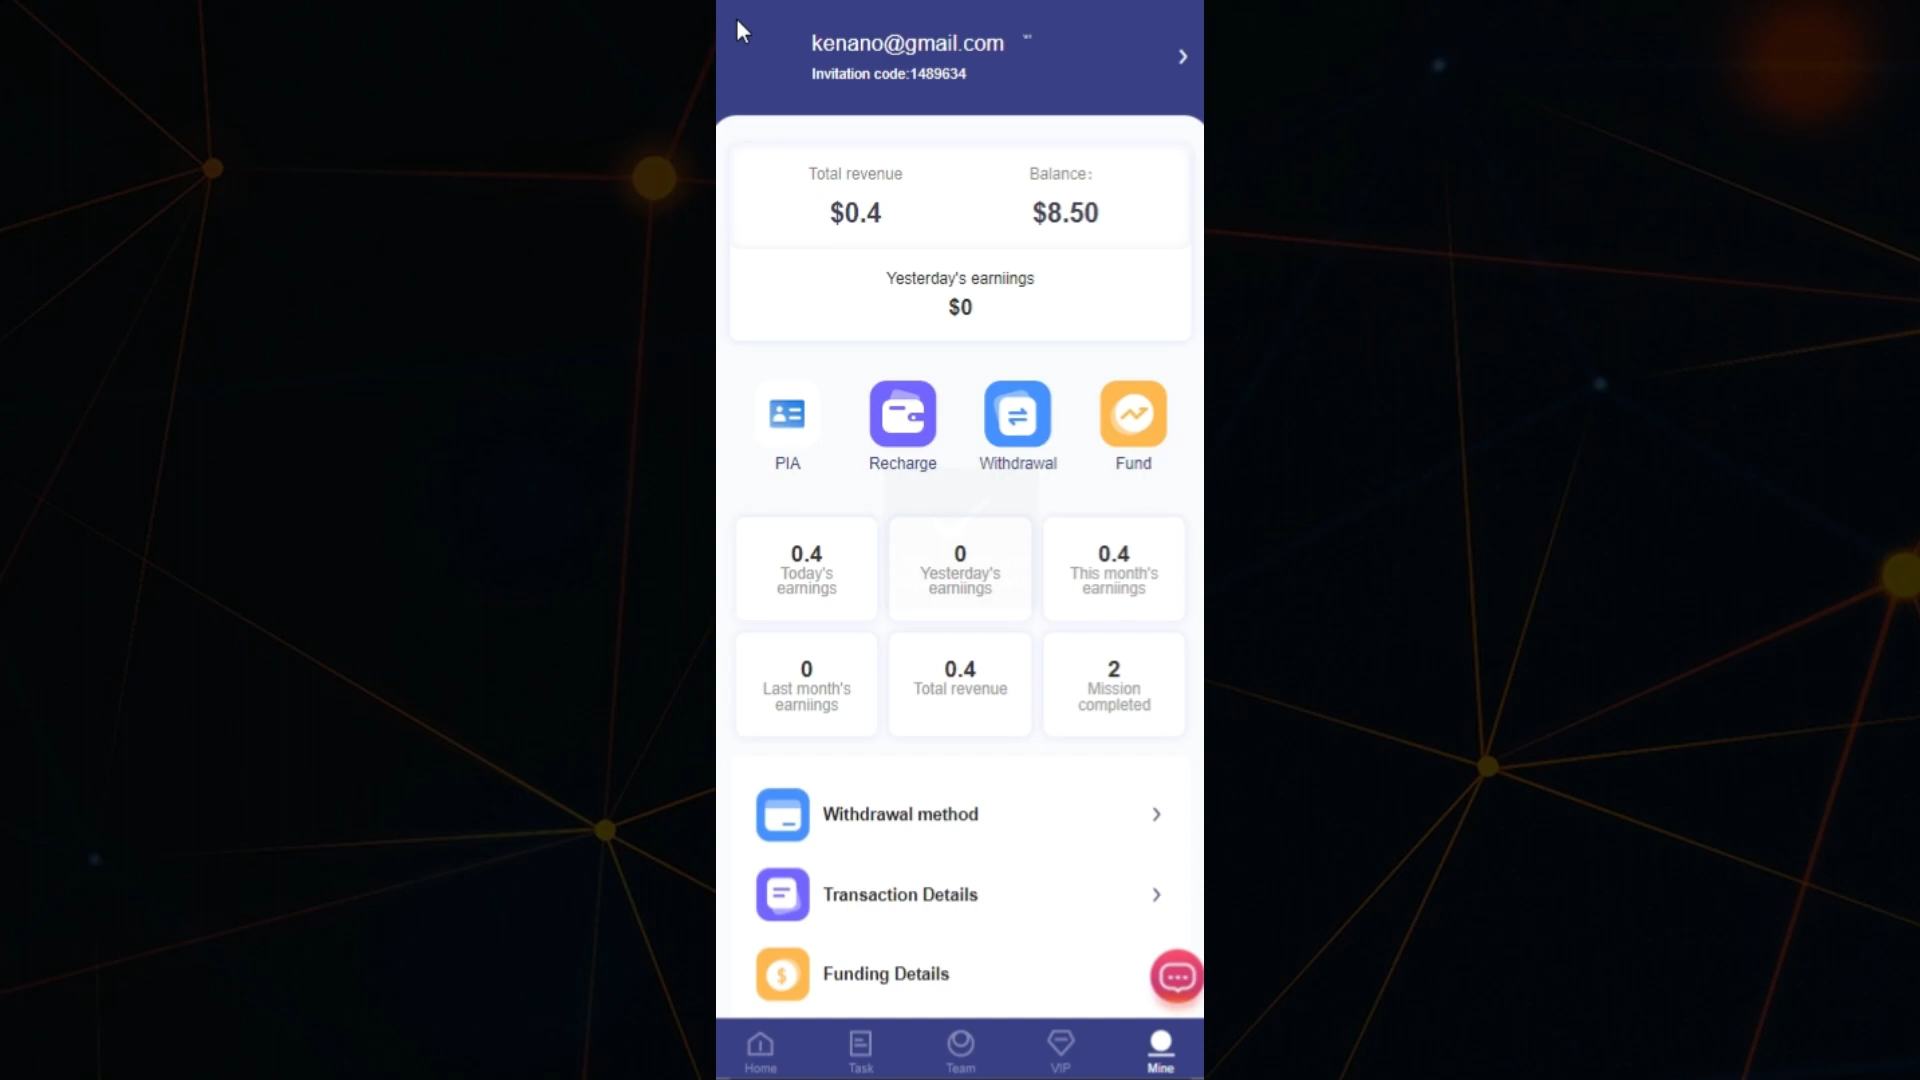 kenano@gmail.com
Invitation code:1489634
Total revenue
Balance:
$0.4
$8.50
Yesterday's earniings
$0
PIA
Recharge
Withdrawal
Fund
0.4
Today's
earnings
0
Yesterday's
earniings
0.4
This month's
earniings
0
Last month's
earniings
0.4
Total revenue
2
Mission
completed
Withdrawal method
Transaction Details
Funding Details
Home
Task
Team
VIP
Mine